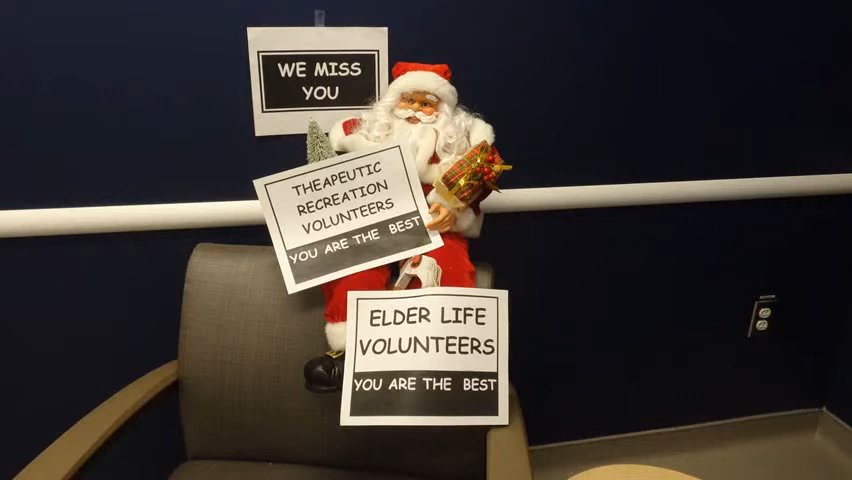 WE MISS
YOU
THEAPEUTIC
RECREATION
VOLUNTEERS
YOU ARE THE BEST
ELDER LIFE
VOLUNTEERS
YOU ARE THE BEST